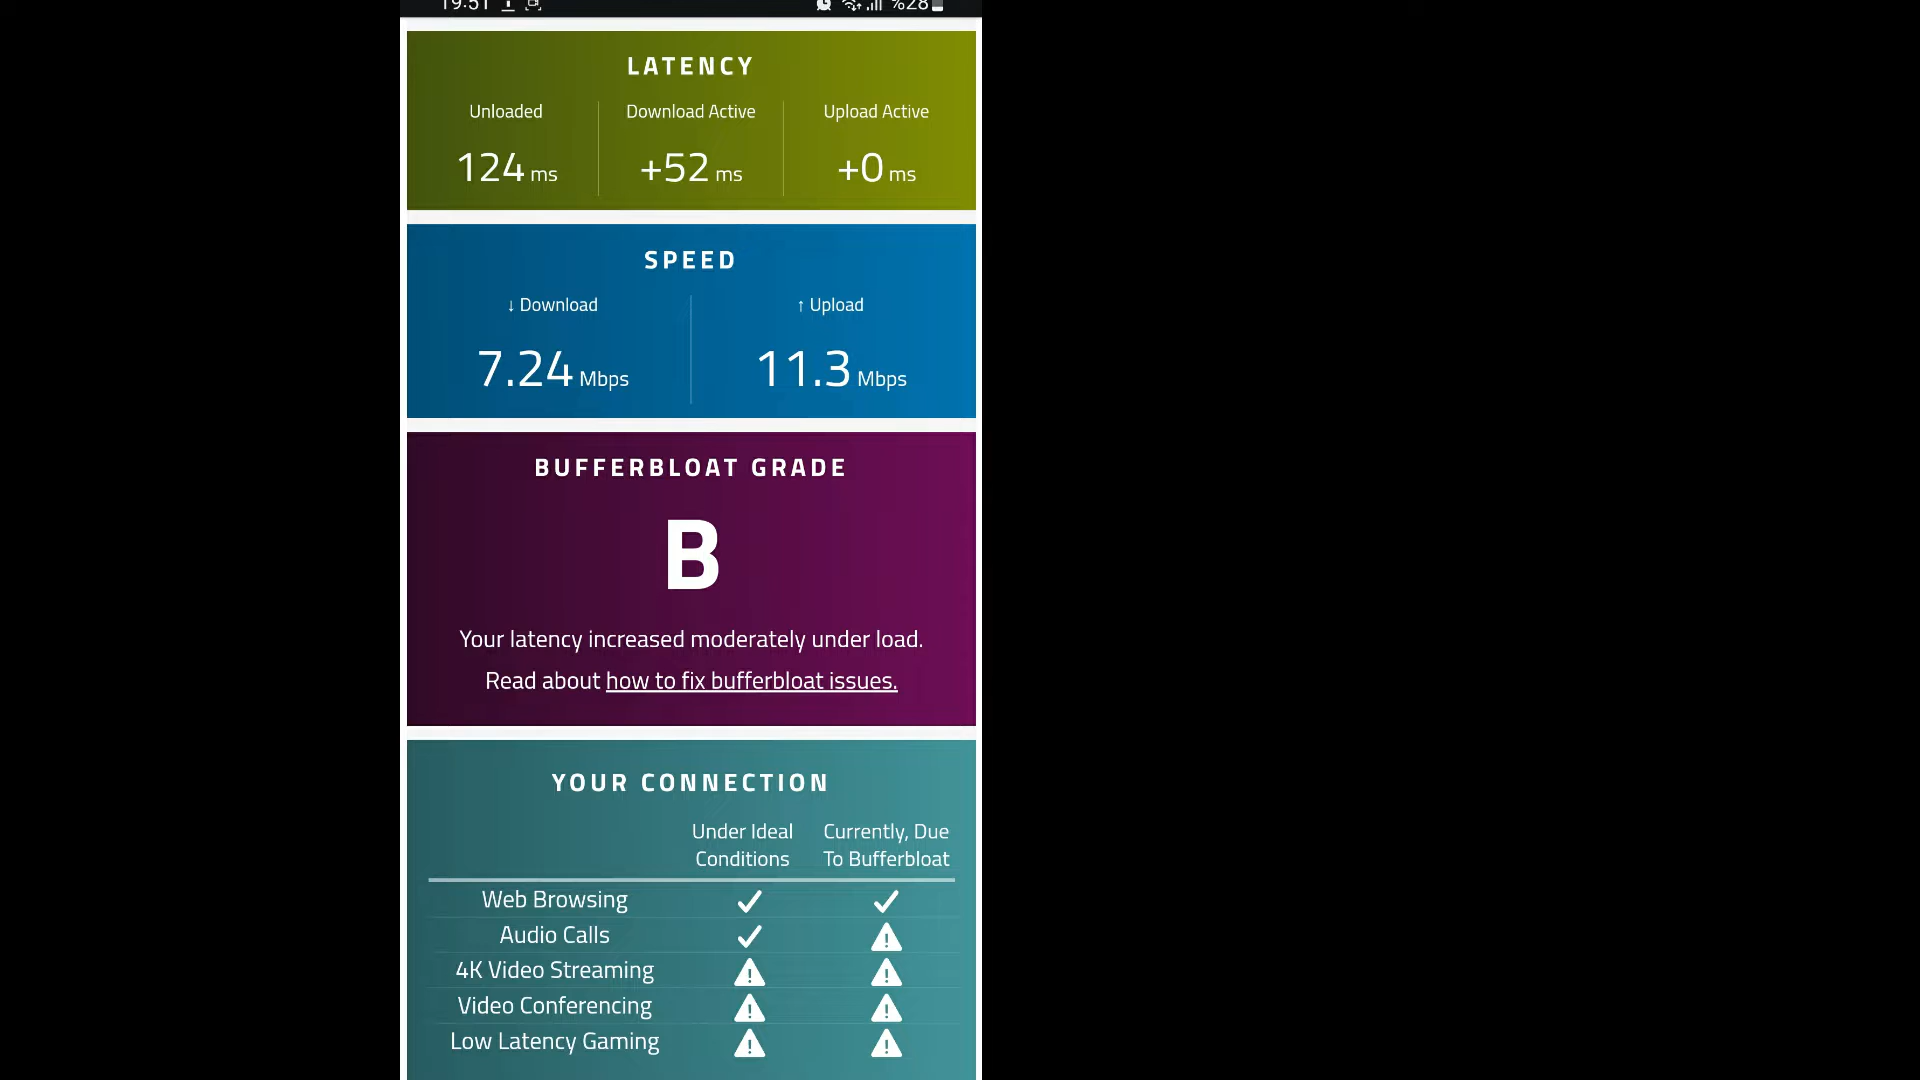 19:51 %28
LATENCY
Unloaded Download Active Upload Active
124 ms +52 ms +0 ms
SPEED
↓ Download ↑ Upload
7.24 Mbps 11.3 Mbps
BUFFERBLOAT GRADE
B
Your latency increased moderately under load.
Read about how to fix bufferbloat issues.
YOUR CONNECTION
Under Ideal Currently, Due
Conditions To Bufferbloat
Web Browsing
Audio Calls
4K Video Streaming
Video Conferencing
Low Latency Gaming